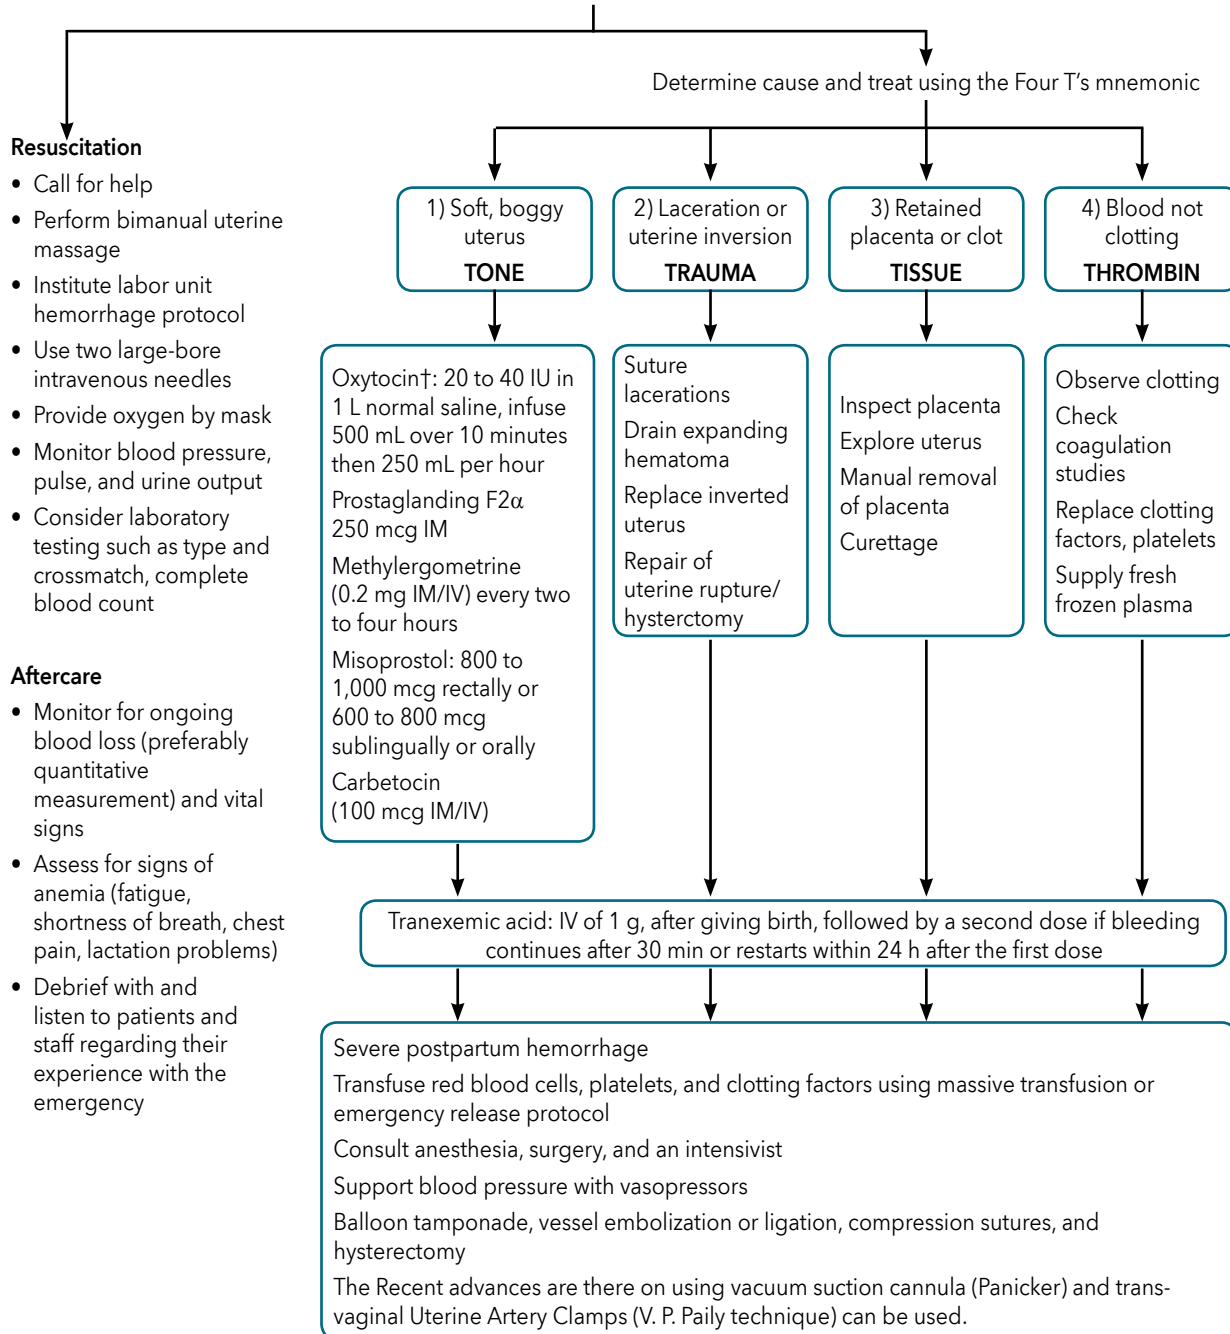 Determine cause and treat using the Four T's mnemonic
Resuscitation
• Call for help
• Perform bimanual uterine
massage
• Institute labor unit
hemorrhage protocol
• Use two large-bore
intravenous needles
• Provide oxygen by mask
• Monitor blood pressure,
pulse, and urine output
• Consider laboratory
testing such as type and
crossmatch, complete
blood count
Aftercare
• Monitor for ongoing
blood loss (preferably
quantitative
measurement) and vital
signs
• Assess for signs of
anemia (fatigue,
shortness of breath, chest
pain, lactation problems)
• Debrief with and
listen to patients and
staff regarding their
experience with the
emergency
1) Soft, boggy
uterus
TONE
2) Laceration or
uterine inversion
TRAUMA
3) Retained
placenta or clot
TISSUE
4) Blood not
clotting
THROMBIN
Oxytocin†: 20 to 40 IU in
1 L normal saline, infuse
500 mL over 10 minutes
then 250 mL per hour
Prostaglanding F2α
250 mcg IM
Methylergometrine
(0.2 mg IM/IV) every two
to four hours
Misoprostol: 800 to
1,000 mcg rectally or
600 to 800 mcg
sublingually or orally
Carbetocin
(100 mcg IM/IV)
Suture
lacerations
Drain expanding
hematoma
Replace inverted
uterus
Repair of
uterine rupture/
hysterctomy
Inspect placenta
Explore uterus
Manual removal
of placenta
Curettage
Observe clotting
Check
coagulation
studies
Replace clotting
factors, platelets
Supply fresh
frozen plasma
Tranexemic acid: IV of 1 g, after giving birth, followed by a second dose if bleeding
continues after 30 min or restarts within 24 h after the first dose
Severe postpartum hemorrhage
Transfuse red blood cells, platelets, and clotting factors using massive transfusion or
emergency release protocol
Consult anesthesia, surgery, and an intensivist
Support blood pressure with vasopressors
Balloon tamponade, vessel embolization or ligation, compression sutures, and
hysterectomy
The Recent advances are there on using vacuum suction cannula (Panicker) and trans-
vaginal Uterine Artery Clamps (V. P. Paily technique) can be used.